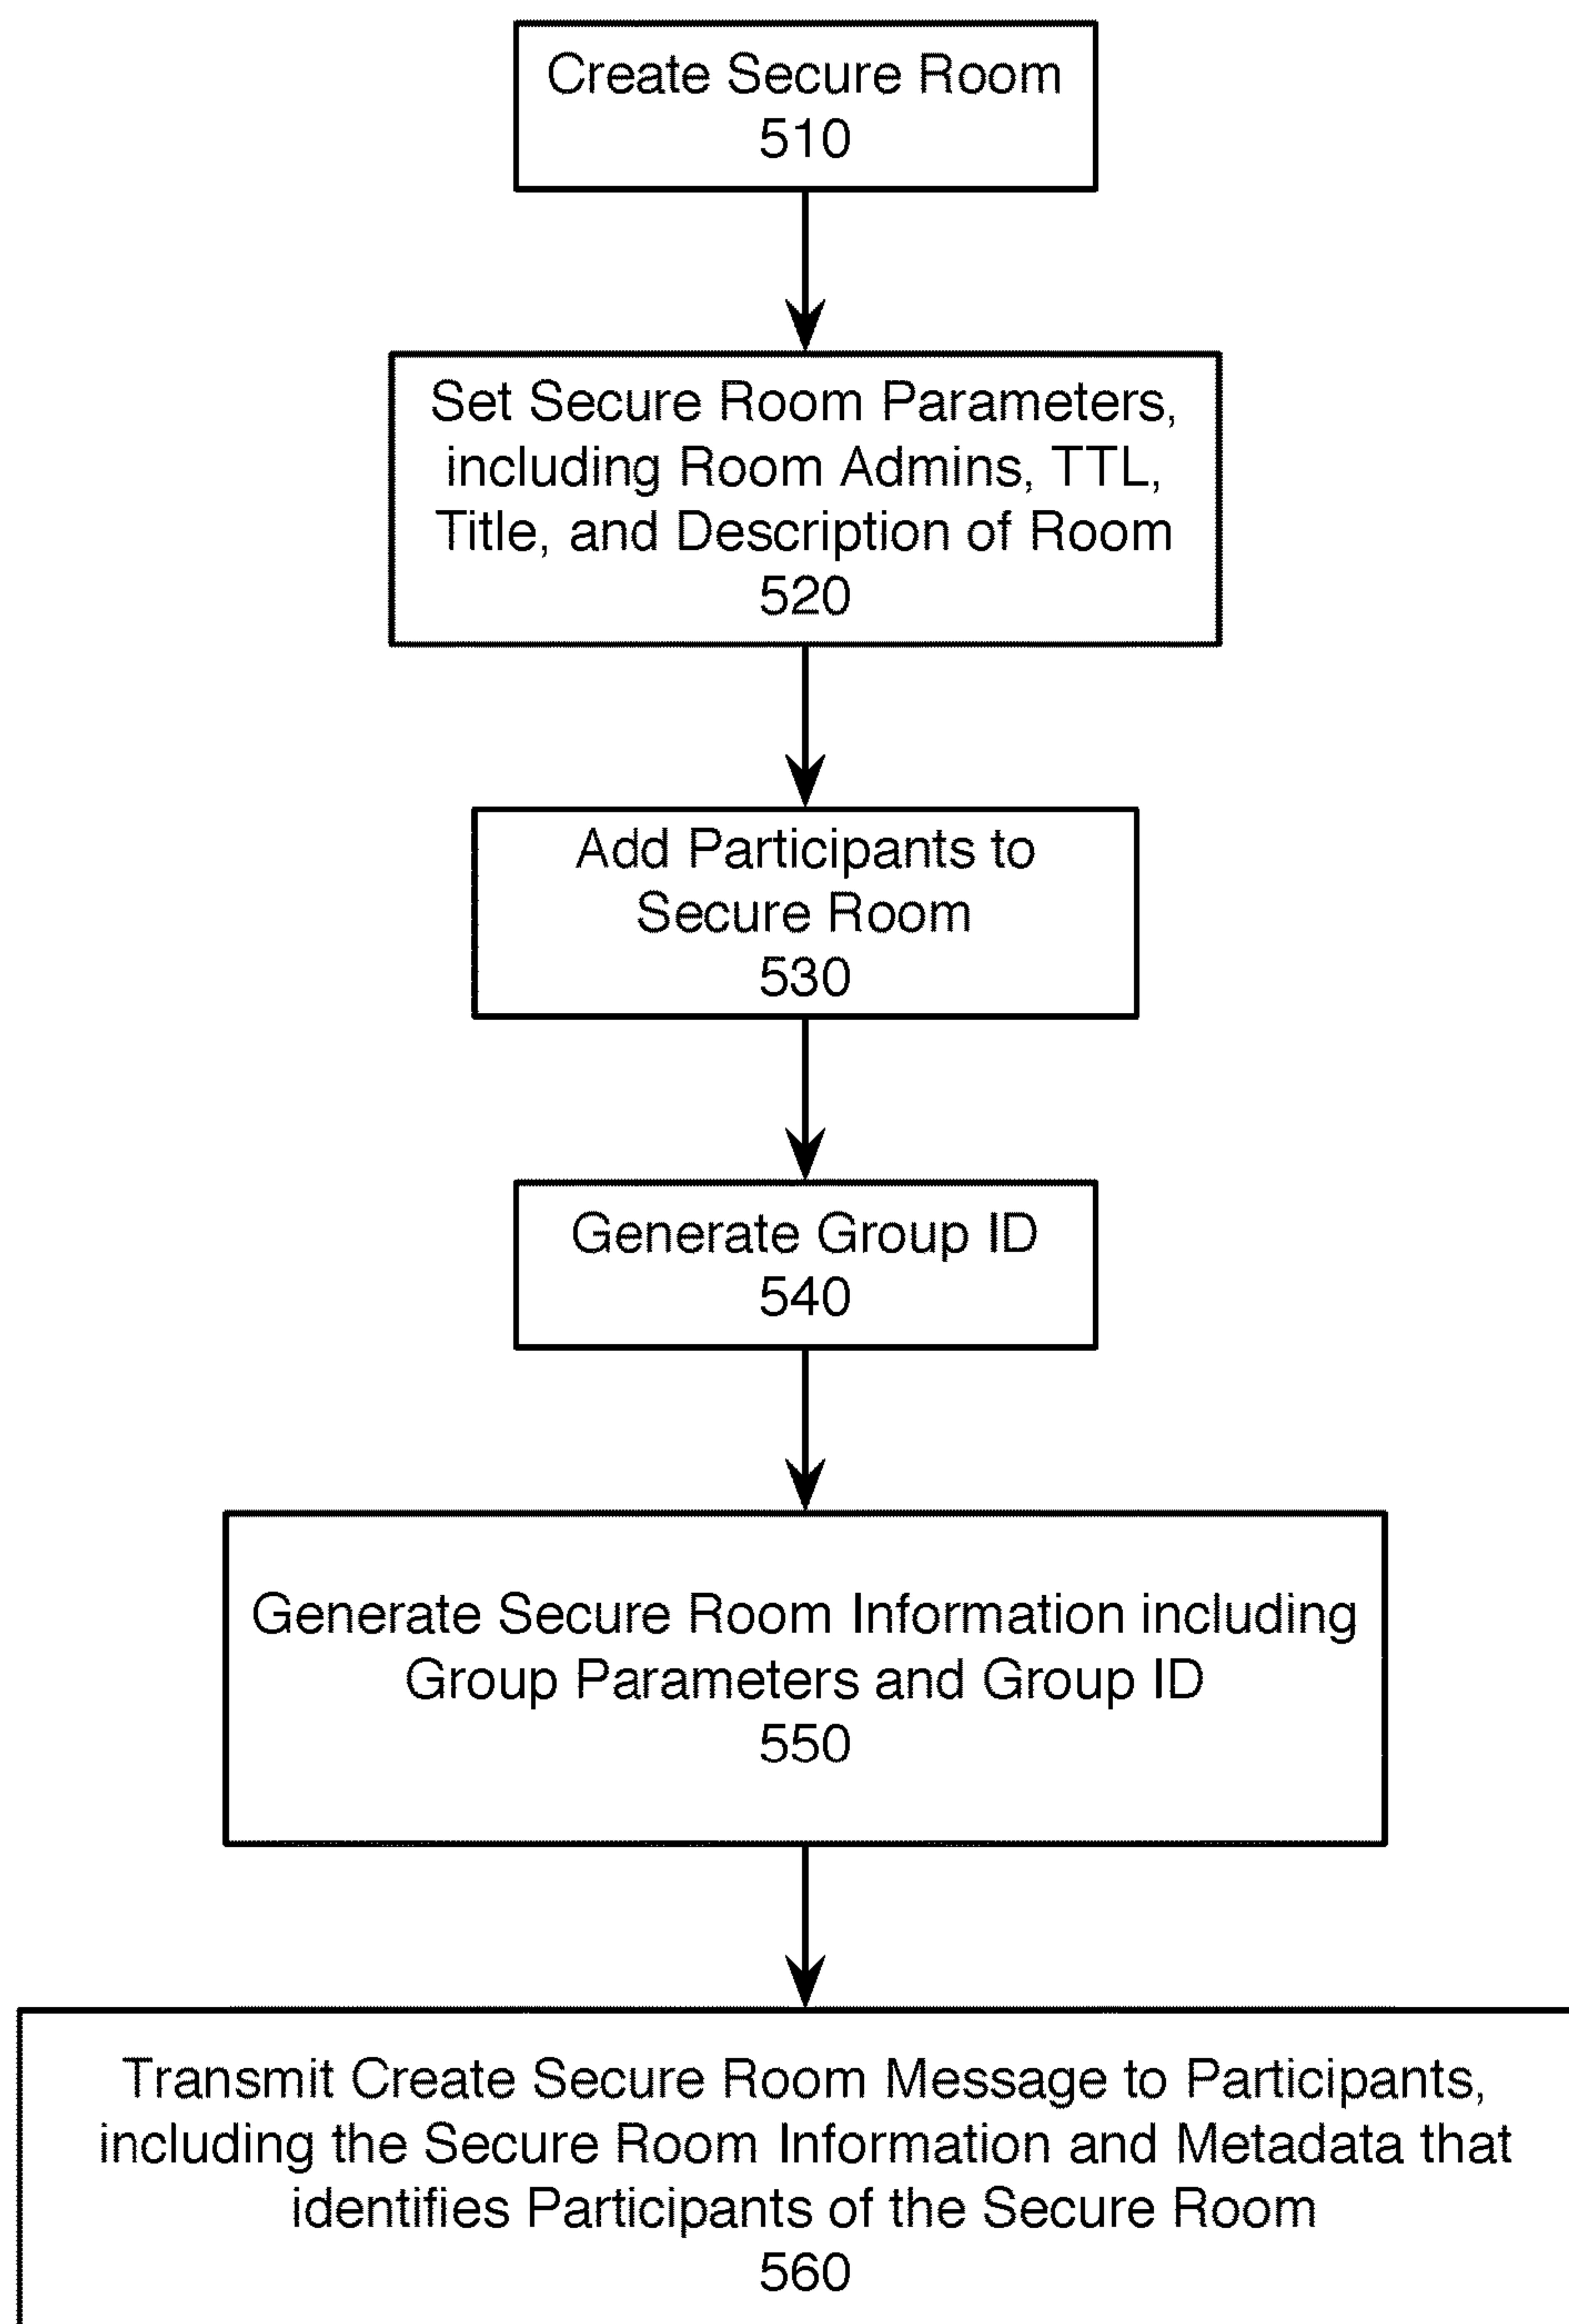 Create Secure Room
510
Set Secure Room Parameters,
including Room Admins, TTL,
Title, and Description of Room
520
Add Participants to
Secure Room
530
Generate Group ID
540
Generate Secure Room Information including
Group Parameters and Group ID
550
Transmit Create Secure Room Message to Participants,
including the Secure Room Information and Metadata that
identifies Participants of the Secure Room
560